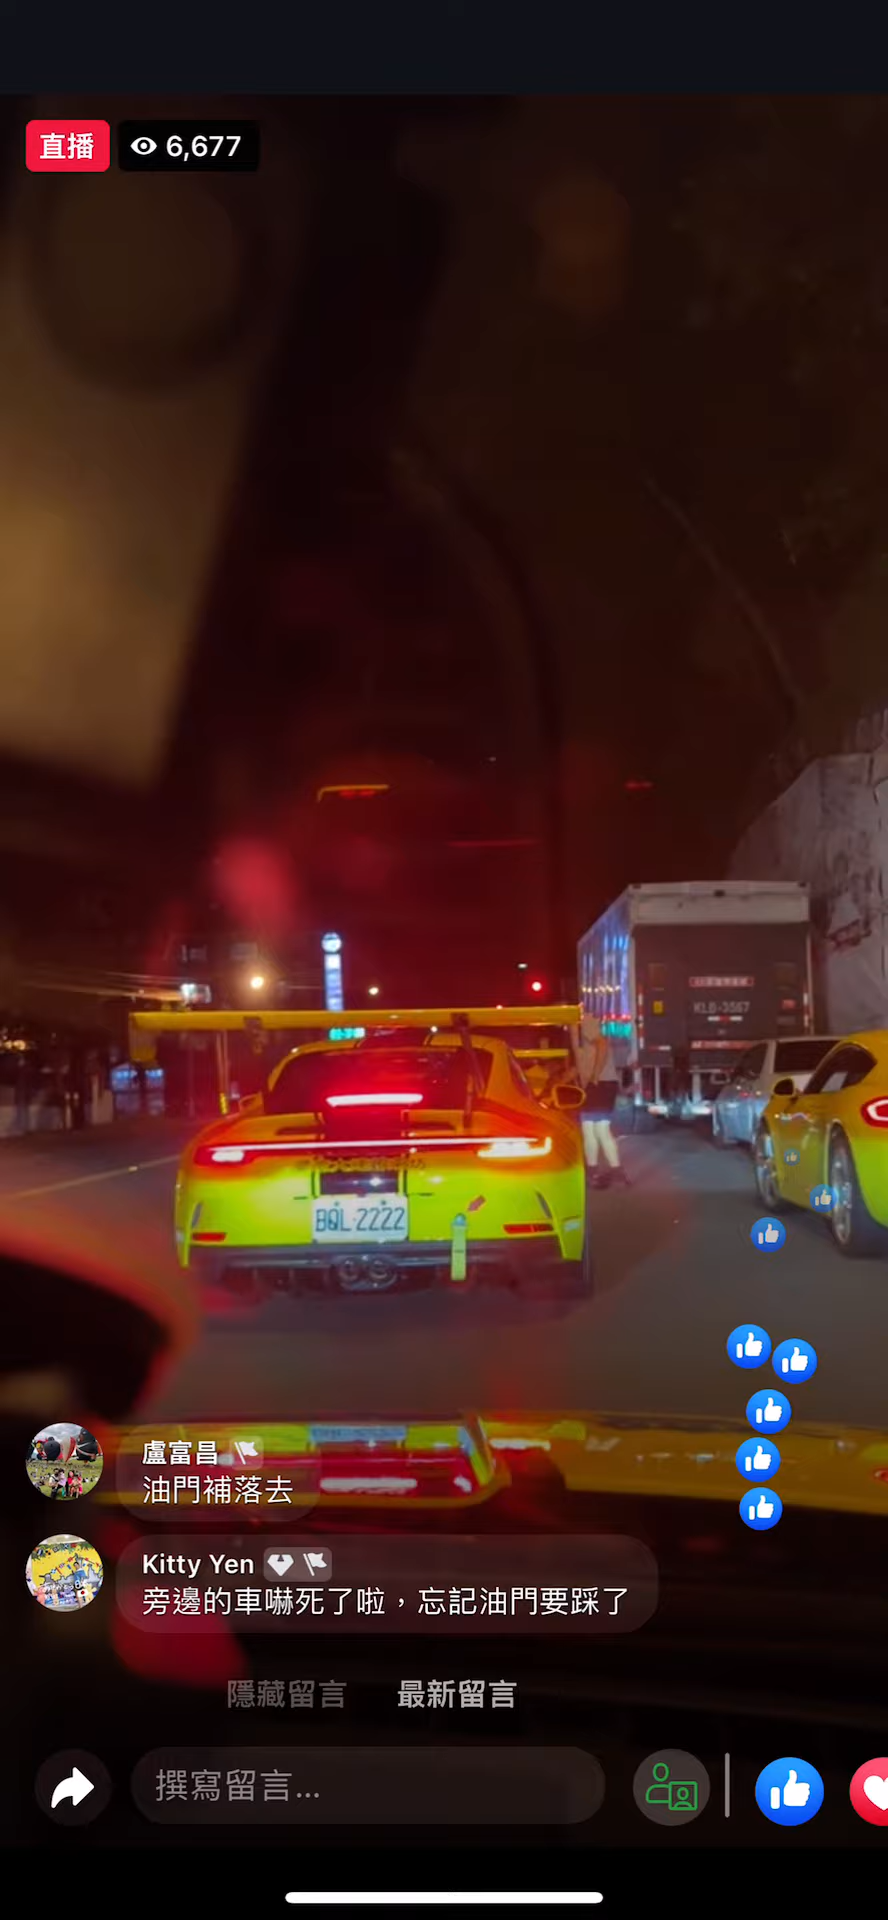 直播
6,677
KLB-3567
BQL-2222
盧富昌
油門補落去
Kitty Yen
旁邊的車嚇死了啦，忘記油門要踩了
隱藏留言 最新留言
撰寫留言...